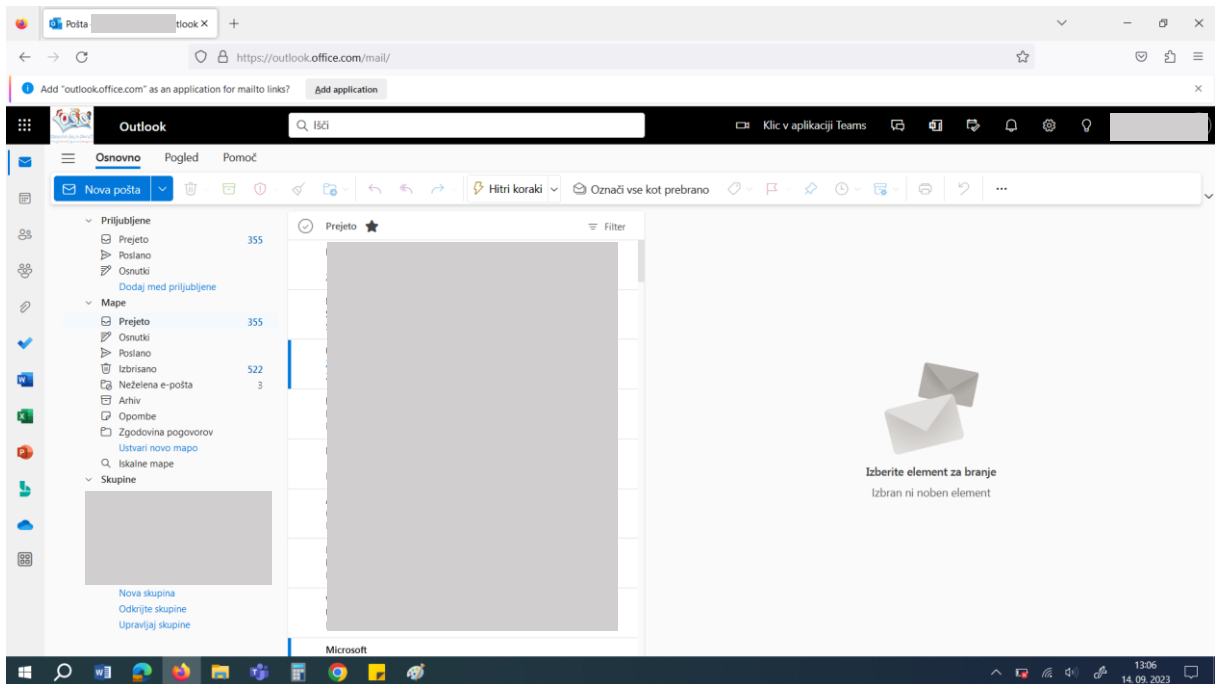 Pošta
tlook
https://outlook.office.com/mail/
Add "outlook.office.com" as an application for mailto links?
Add application
Outlook
Išči
Klic v aplikaciji Teams
Osnovno
Pogled
Pomoč
Nova pošta
Hitri koraki
Označi vse kot prebrano
Priljubljene
Prejeto 355
Poslano
Osnutki
Dodaj med priljubljene
Mape
Prejeto 355
Osnutki
Poslano
Izbrisano 522
Neželena e-pošta 3
Arhiv
Opombe
Zgodovina pogovorov
Ustvari novo mapo
Iskalne mape
Skupine
Nova skupina
Odkrijte skupine
Upravljaj skupine
Prejeto
Filter
Microsoft
Izberite element za branje
Izbran ni noben element
13:06
14. 09. 2023